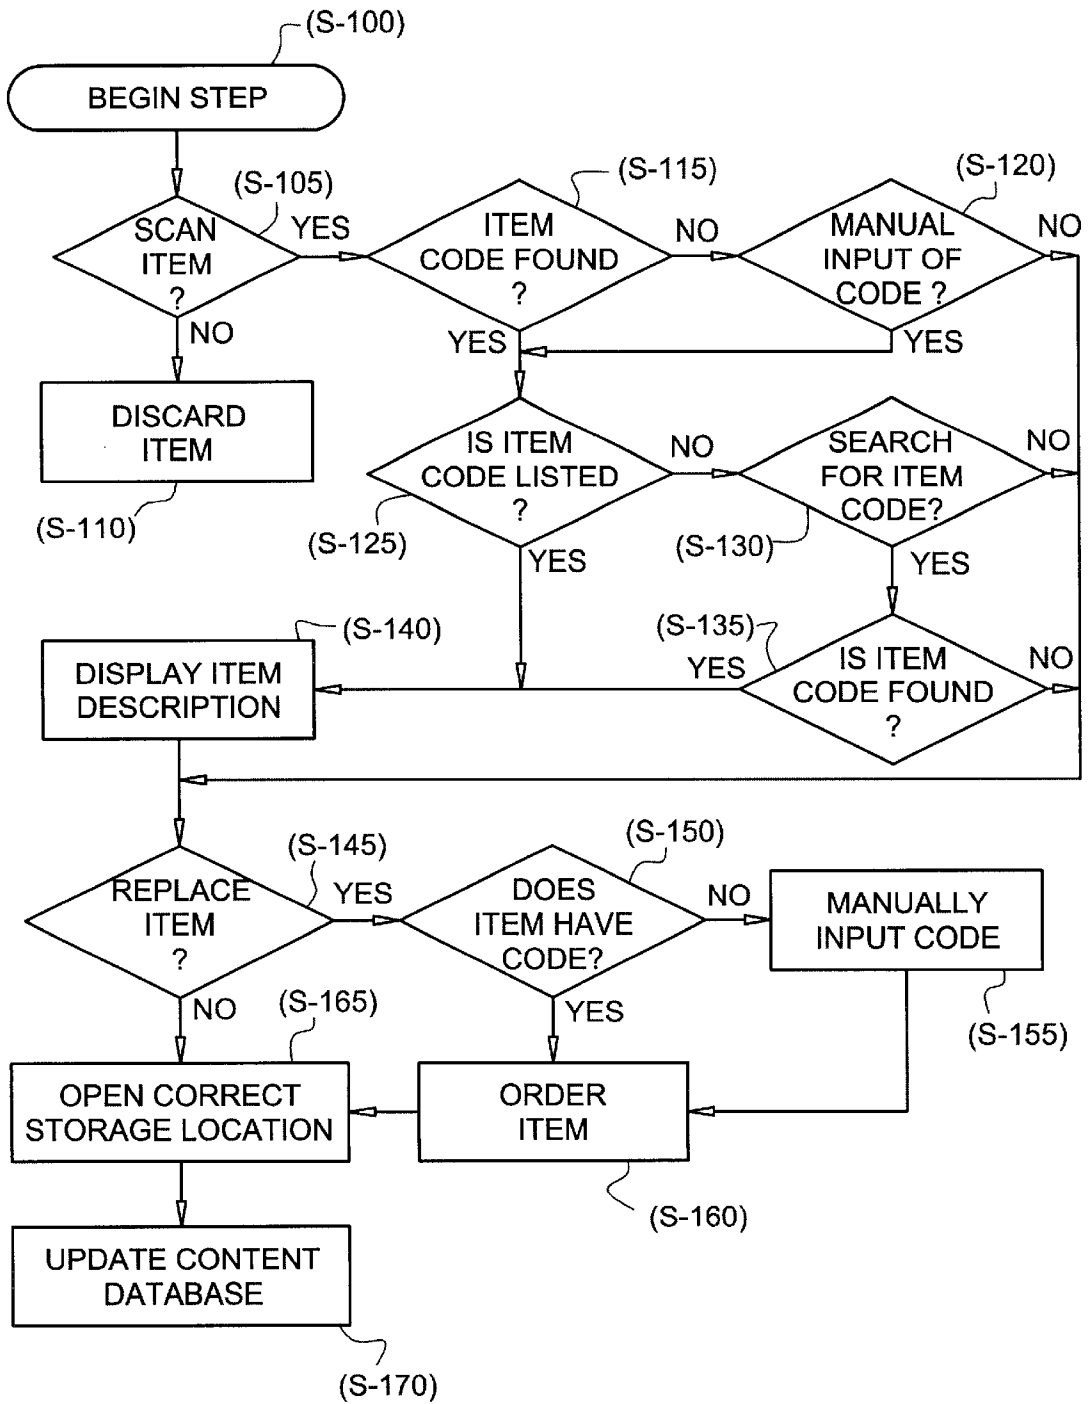 (S-100)
BEGIN STEP
(S-105)
SCAN
ITEM
?
YES
NO
(S-115)
ITEM
CODE FOUND
?
NO
YES
(S-120)
MANUAL
INPUT OF
CODE ?
NO
YES
DISCARD
ITEM
(S-110)
IS ITEM
CODE LISTED
?
(S-125)
NO
YES
SEARCH
FOR ITEM
CODE?
(S-130)
NO
YES
(S-135)
IS ITEM
CODE FOUND
?
YES
NO
(S-140)
DISPLAY ITEM
DESCRIPTION
(S-145)
REPLACE
ITEM
?
YES
NO
(S-150)
DOES
ITEM HAVE
CODE?
NO
YES
MANUALLY
INPUT CODE
(S-155)
(S-165)
OPEN CORRECT
STORAGE LOCATION
ORDER
ITEM
(S-160)
UPDATE CONTENT
DATABASE
(S-170)